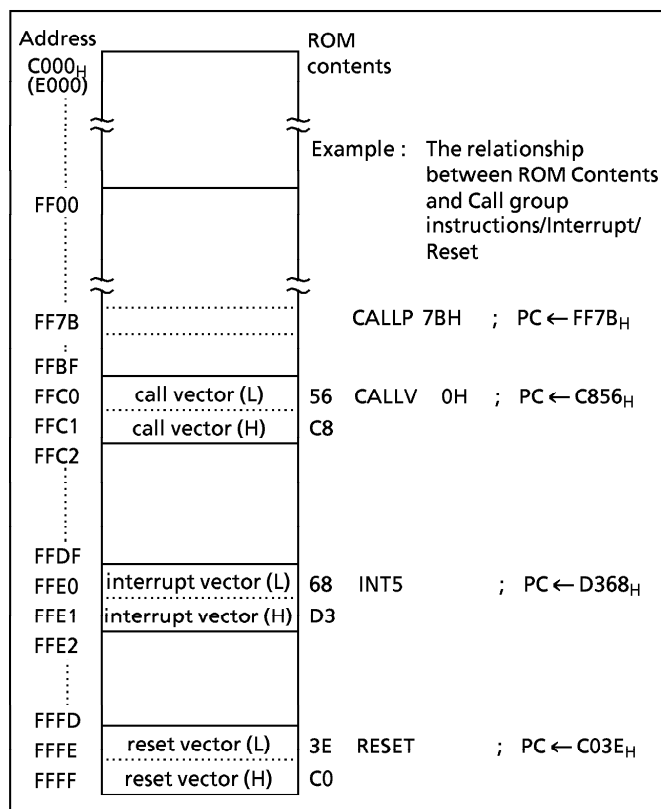 Address ROM
C000H contents
(E000)
Example : The relationship
between ROM Contents
FF00 and Call group
instructions/Interrupt/
Reset
FF7B CALLP 7BH ; PC ← FF7BH
FFBF
FFC0 call vector (L) 56 CALLV 0H ; PC ← C856H
FFC1 call vector (H) C8
FFC2
FFDF
FFE0 interrupt vector (L) 68 INT5 ; PC ← D368H
FFE1 interrupt vector (H) D3
FFE2
FFFD
FFFE reset vector (L) 3E RESET ; PC ← C03EH
FFFF reset vector (H) C0